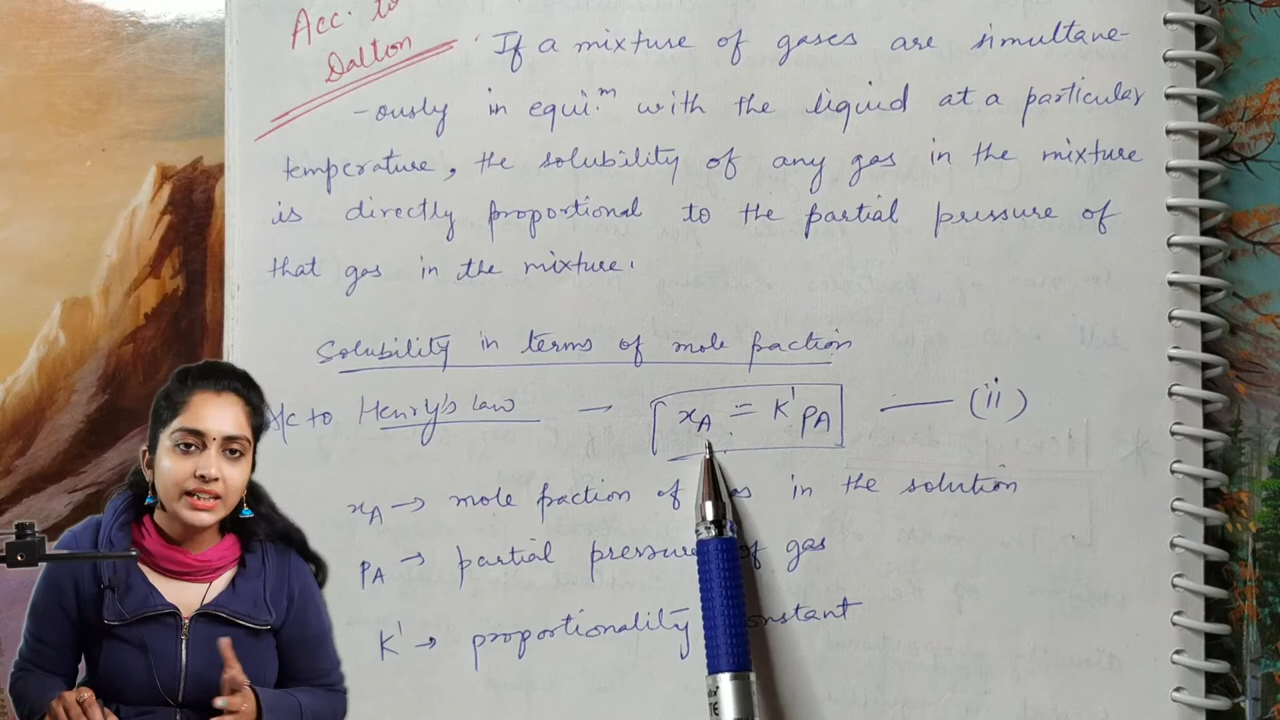 Acc. to
Dalton
If a mixture of gases are simultane-
-ously in equi.m with the liquid at a particular
temperature, the solubility of any gas in the mixture
is directly proportional to the partial pressure of
that gas in the mixture.
Solubility in terms of mole fraction
A/c to Henry's law → xA = K'pA —— (ii)
xA → mole fraction of gas in the solution
pA → partial pressure of gas
K' → proportionality constant